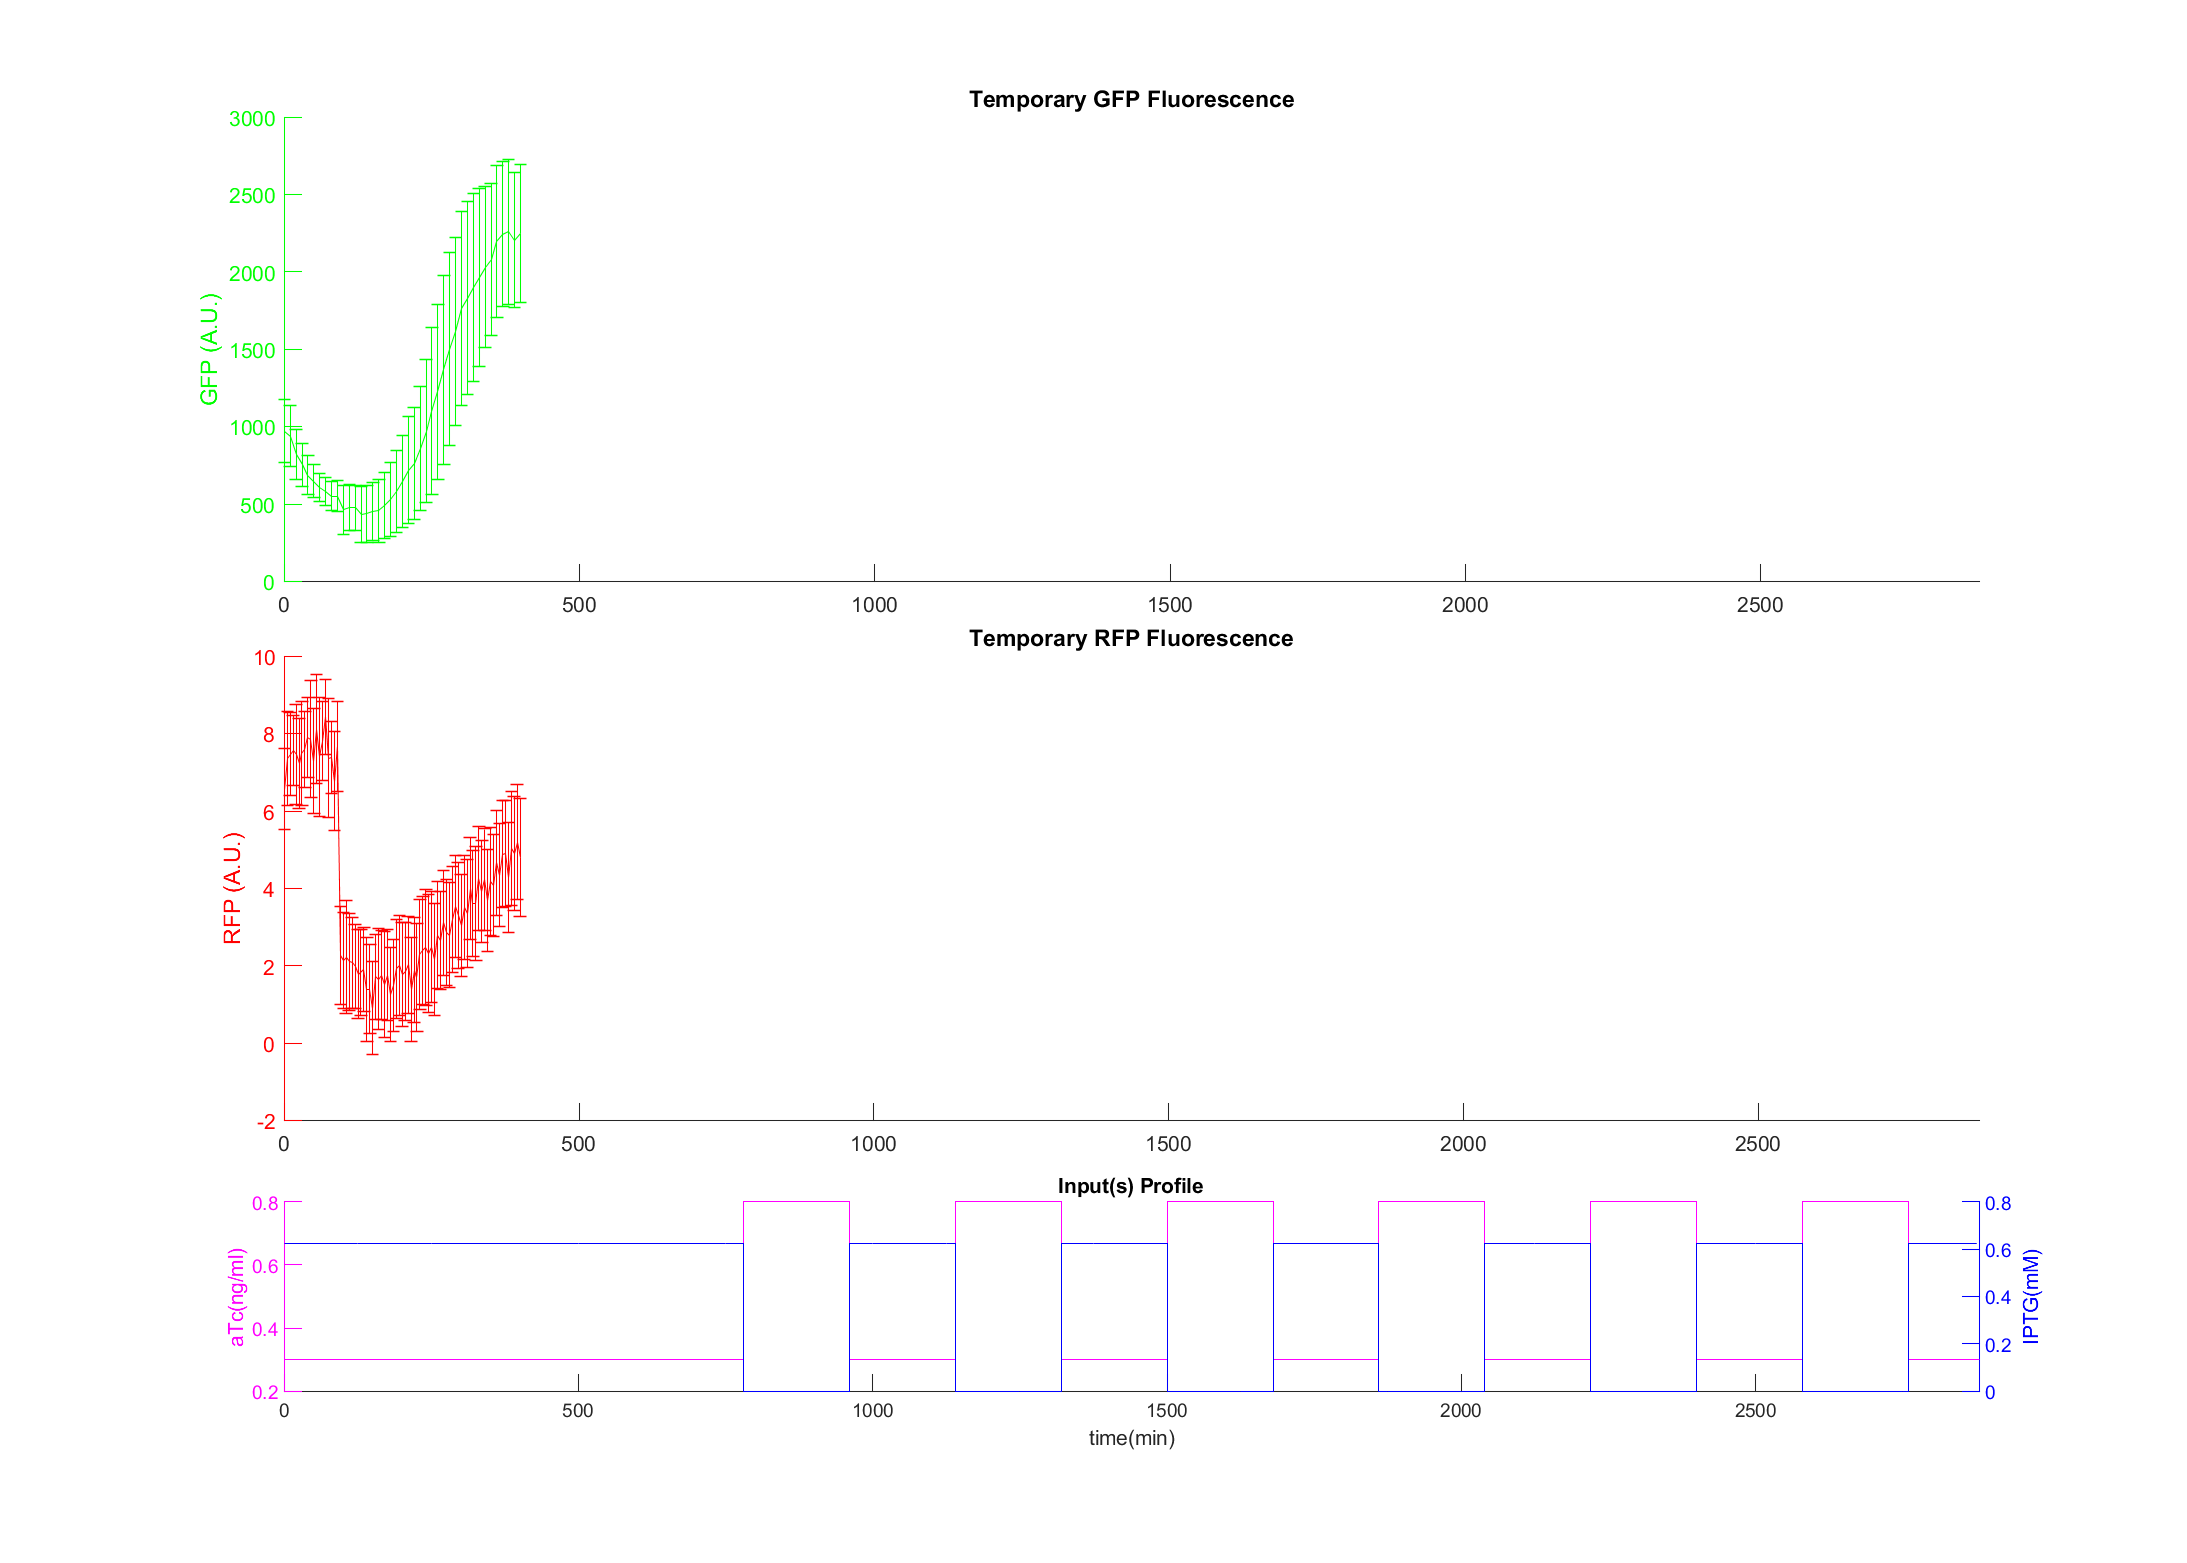 Temporary GFP Fluorescence
3000
2500
2000
1500
1000
500
0
GFP (A.U.)
0 500 1000 1500 2000 2500
Temporary RFP Fluorescence
10
8
6
4
2
0
-2
RFP (A.U.)
0 500 1000 1500 2000 2500
Input(s) Profile
0.8
0.6
0.4
0.2
aTc(ng/ml)
0.8
0.6
0.4
0.2
0
IPTG(mM)
0 500 1000 1500 2000 2500
time(min)